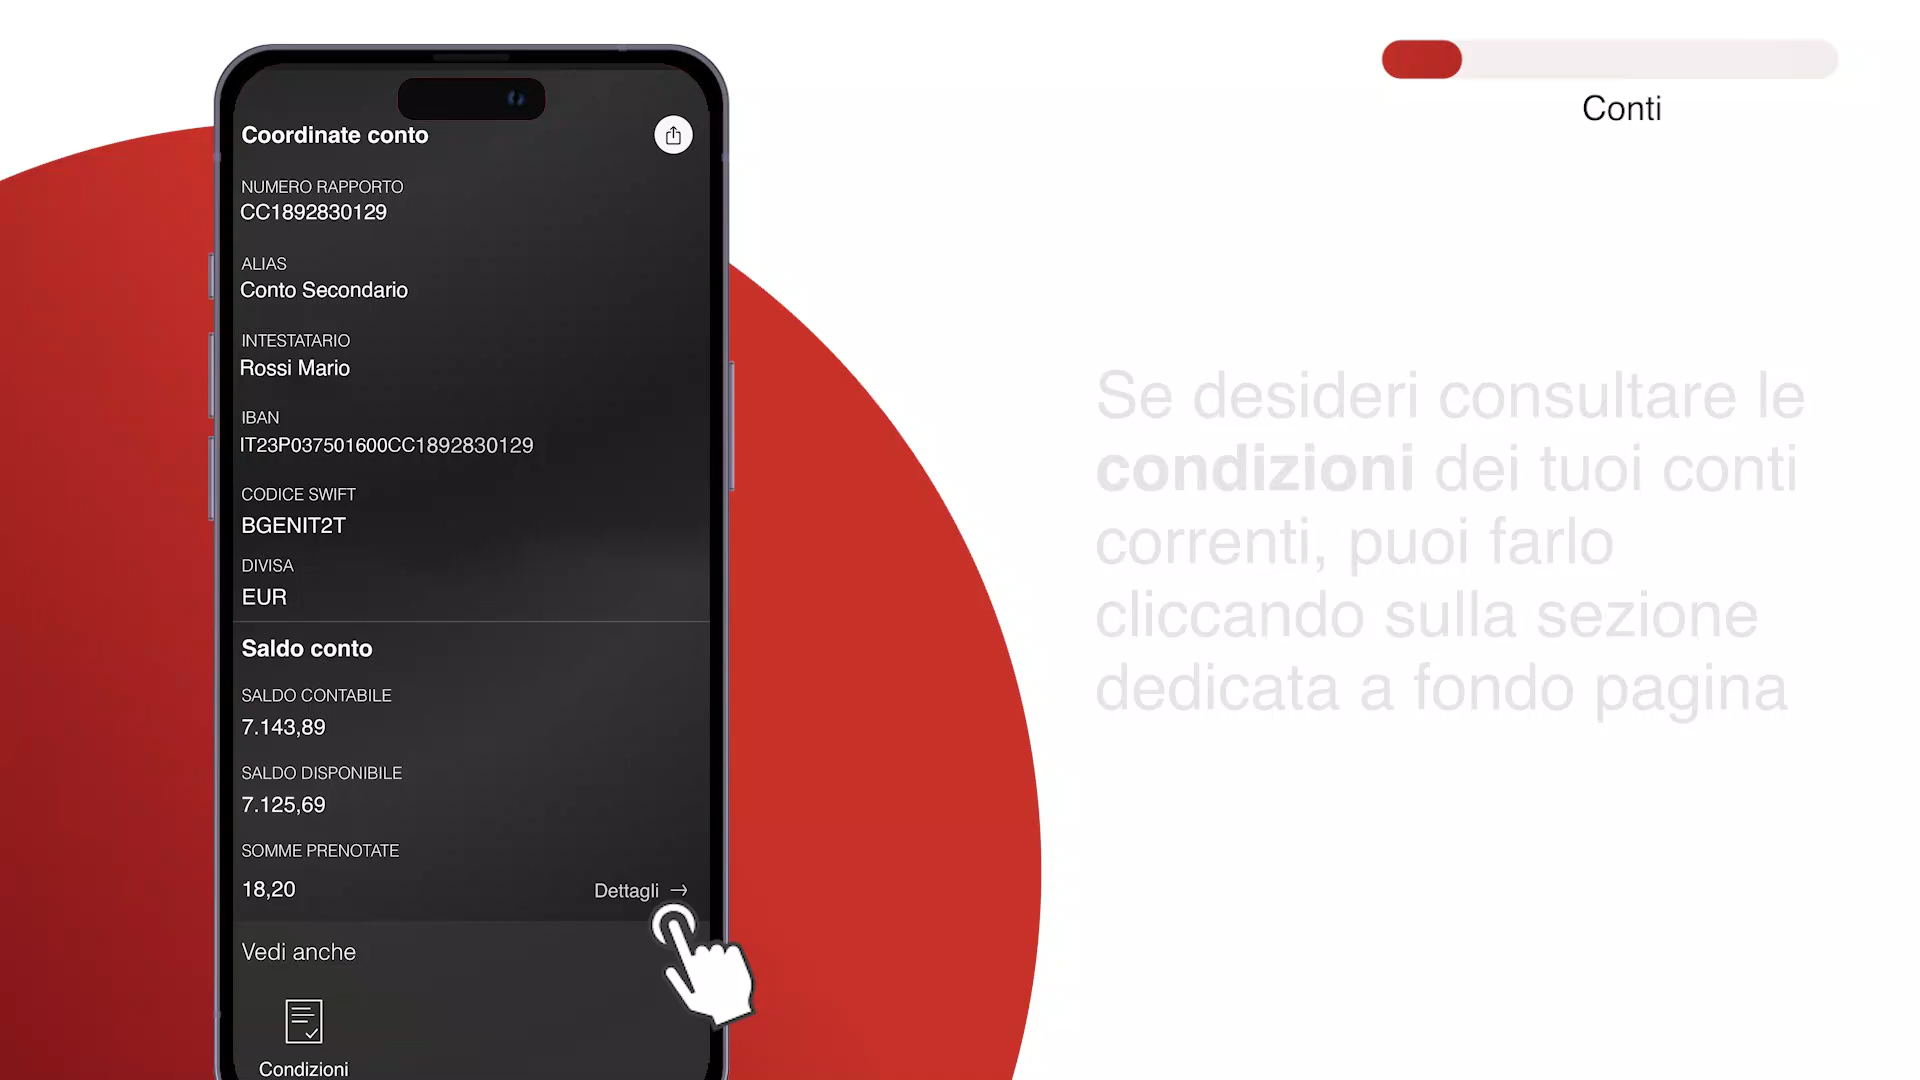 Coordinate conto
NUMERO RAPPORTO
CC1892830129
ALIAS
Conto Secondario
INTESTATARIO
Rossi Mario
IBAN
IT23P037501600CC1892830129
CODICE SWIFT
BGENIT2T
DIVISA
EUR
Saldo conto
SALDO CONTABILE
7.143,89
SALDO DISPONIBILE
7.125,69
SOMME PRENOTATE
18,20
Dettagli →
Vedi anche
Condizioni
Conti
Se desideri consultare le
condizioni dei tuoi conti
correnti, puoi farlo
cliccando sulla sezione
dedicata a fondo pagina